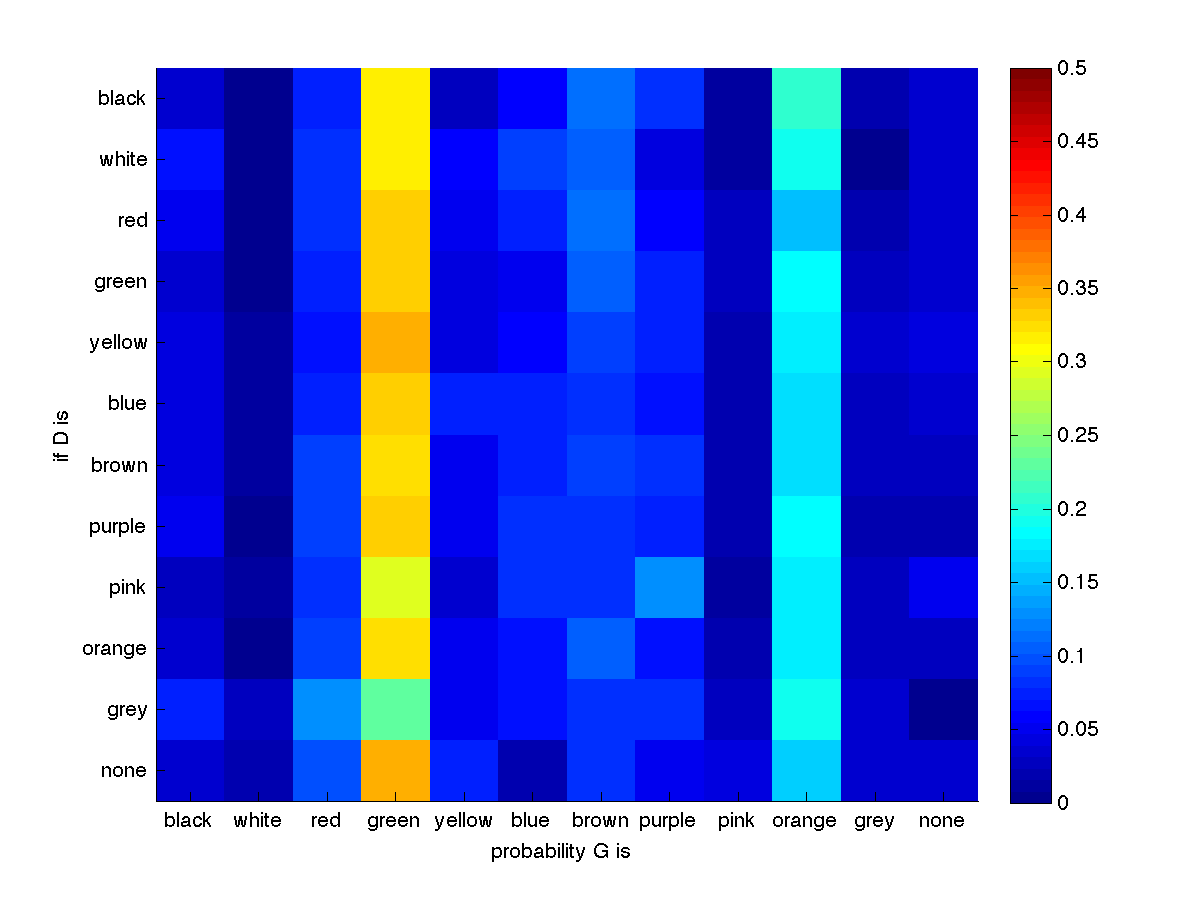 black
white
red
green
yellow
blue
brown
purple
pink
orange
grey
none
if D is
black white red green yellow blue brown purple pink orange grey none
probability G is
0.5
0.45
0.4
0.35
0.3
0.25
0.2
0.15
0.1
0.05
0